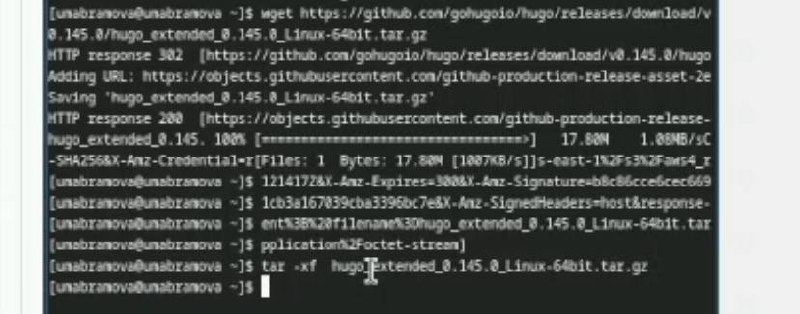 [umabramova@umabramova ~]$ wget https://github.com/gohugoio/hugo/releases/download/v
0.145.0/hugo_extended_0.145.0_Linux-64bit.tar.gz
HTTP response 302  [https://github.com/gohugoio/hugo/releases/download/v0.145.0/hugo
Adding URL: https://objects.githubusercontent.com/github-production-release-asset-2e
Saving 'hugo_extended_0.145.0_Linux-64bit.tar.gz'
HTTP response 200  [https://objects.githubusercontent.com/github-production-release-
hugo_extended_0.145. 100% [=================================>]   17.80M    1.08MB/sC
-SHA256&X-Amz-Credential=r[Files: 1  Bytes: 17.80M [1007KB/s]]s-east-1%2Fs3%2Faws4_r
[umabramova@umabramova ~]$ 1214172&X-Amz-Expires=300&X-Amz-Signature=b8c86cce6cec669
[umabramova@umabramova ~]$ 1cb3a167039cba3396bc7e&X-Amz-SignedHeaders=host&response-
[umabramova@umabramova ~]$ ent%3B%20filename%3Dhugo_extended_0.145.0_Linux-64bit.tar
[umabramova@umabramova ~]$ pplication%2Foctet-stream]
[umabramova@umabramova ~]$ tar -xf  hugo_extended_0.145.0_Linux-64bit.tar.gz
[umabramova@umabramova ~]$